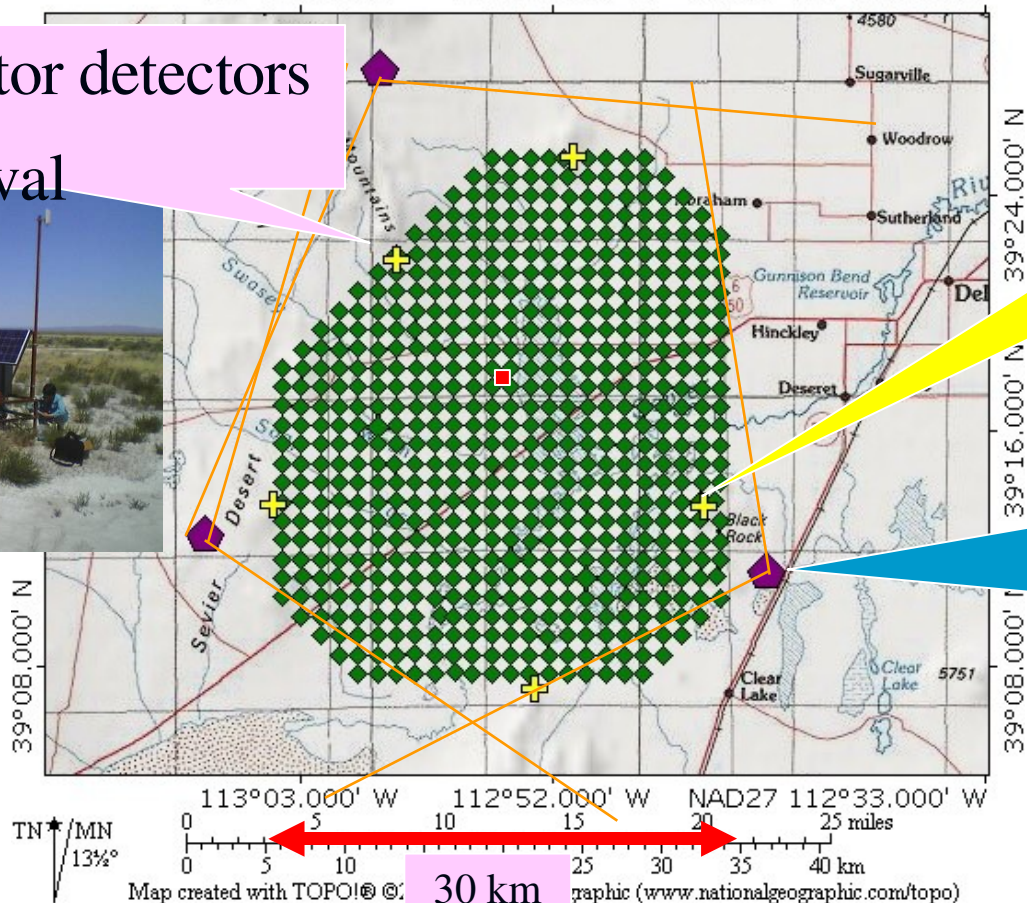 4580
tor detectors
Sugarville
val
Mountains
Woodrow
Sutherland
39°24.000' N
Swasey
Gunnison Bend
Reservoir
6
50
Del
Hinckley
Deseret
39°16.000' N
Desert
Black
Rock
Sevier
Clear
Lake
Clear
Lake
5751
39°08.000' N
39°08.000' N
113°03.000' W 112°52.000' W NAD27 112°33.000' W
TN MN
13½°
0 5 10 15 20 25 miles
0 5 10 25 30 35 40 km
30 km
Map created with TOPO!® ©2 graphic (www.nationalgeographic.com/topo)